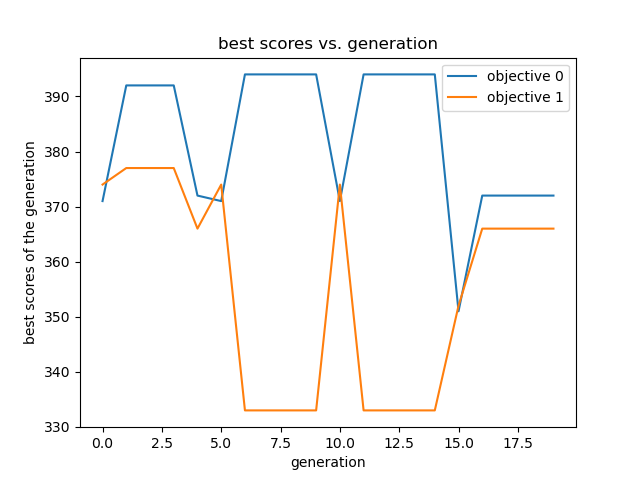 best scores vs. generation
objective 0
objective 1
best scores of the generation
390
380
370
360
350
340
330
0.0 2.5 5.0 7.5 10.0 12.5 15.0 17.5
generation